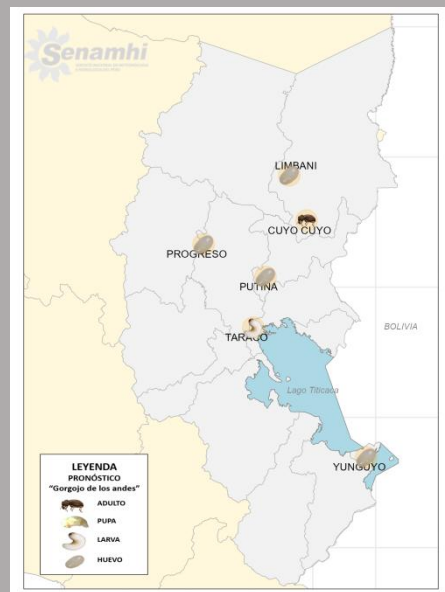 Senamhi
LIMBANI
CUYO CUYO
PROGRESO
PUTINA
TARACO
BOLIVIA
Lago Titicaca
YUNGUYO
LEYENDA
PRONÓSTICO
"Gorgojo de los andes"
ADULTO
PUPA
LARVA
HUEVO